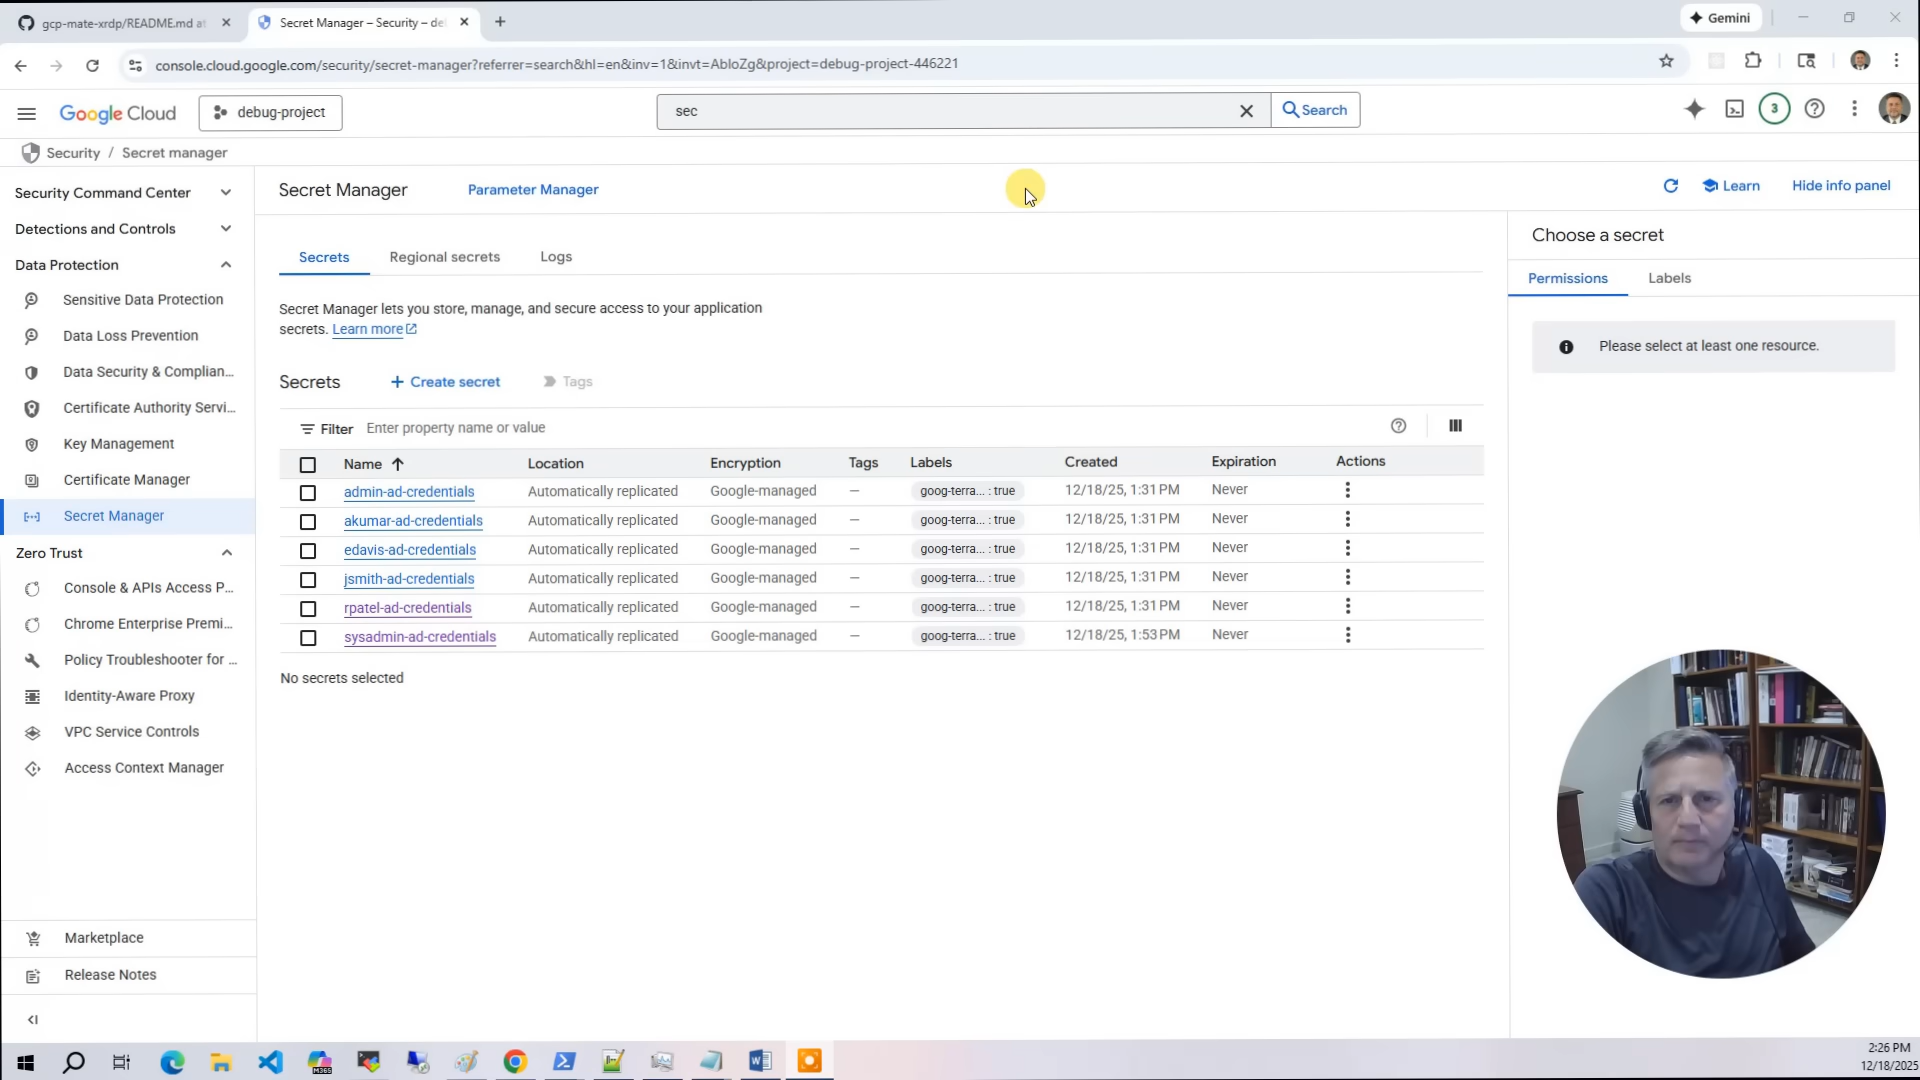 gcp-mate-xrdp/README.md at
Secret Manager – Security – de
Gemini
console.cloud.google.com/security/secret-manager?referrer=search&hl=en&inv=1&invt=AbloZg&project=debug-project-446221
Google Cloud
debug-project
sec
Search
3
Security / Secret manager
Security Command Center
Detections and Controls
Data Protection
Sensitive Data Protection
Data Loss Prevention
Data Security & Complian...
Certificate Authority Servi...
Key Management
Certificate Manager
Secret Manager
Zero Trust
Console & APIs Access P...
Chrome Enterprise Premi...
Policy Troubleshooter for ...
Identity-Aware Proxy
VPC Service Controls
Access Context Manager
Marketplace
Release Notes
Secret Manager
Parameter Manager
Learn
Hide info panel
Secrets
Regional secrets
Logs
Secret Manager lets you store, manage, and secure access to your application
secrets. Learn more
Secrets
Create secret
Tags
Filter Enter property name or value
Name Location Encryption Tags Labels Created Expiration Actions
admin-ad-credentials Automatically replicated Google-managed — goog-terra... : true 12/18/25, 1:31 PM Never
akumar-ad-credentials Automatically replicated Google-managed — goog-terra... : true 12/18/25, 1:31 PM Never
edavis-ad-credentials Automatically replicated Google-managed — goog-terra... : true 12/18/25, 1:31 PM Never
jsmith-ad-credentials Automatically replicated Google-managed — goog-terra... : true 12/18/25, 1:31 PM Never
rpatel-ad-credentials Automatically replicated Google-managed — goog-terra... : true 12/18/25, 1:31 PM Never
sysadmin-ad-credentials Automatically replicated Google-managed — goog-terra... : true 12/18/25, 1:53 PM Never
No secrets selected
Choose a secret
Permissions
Labels
Please select at least one resource.
M365
2:26 PM
12/18/2025